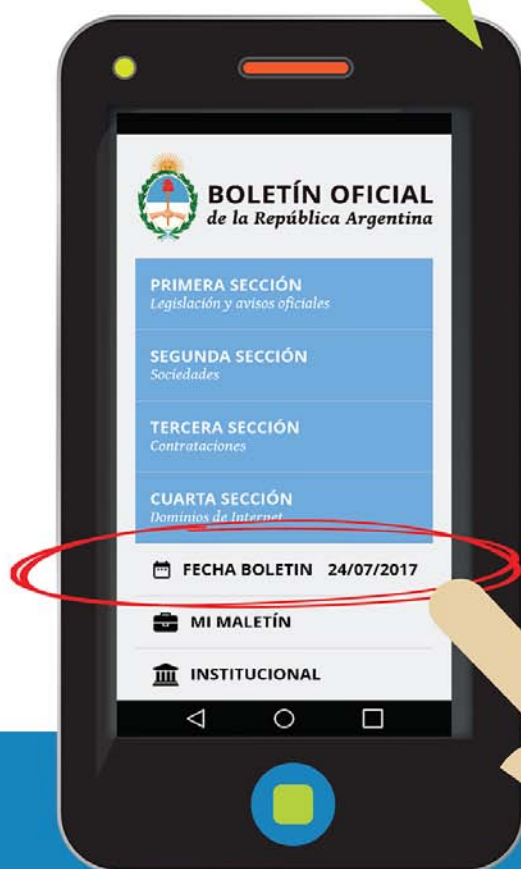 BOLETÍN OFICIAL
de la República Argentina
PRIMERA SECCIÓN
Legislación y avisos oficiales
SEGUNDA SECCIÓN
Sociedades
TERCERA SECCIÓN
Contrataciones
CUARTA SECCIÓN
Dominios de Internet
FECHA BOLETIN 24/07/2017
MI MALETÍN
INSTITUCIONAL